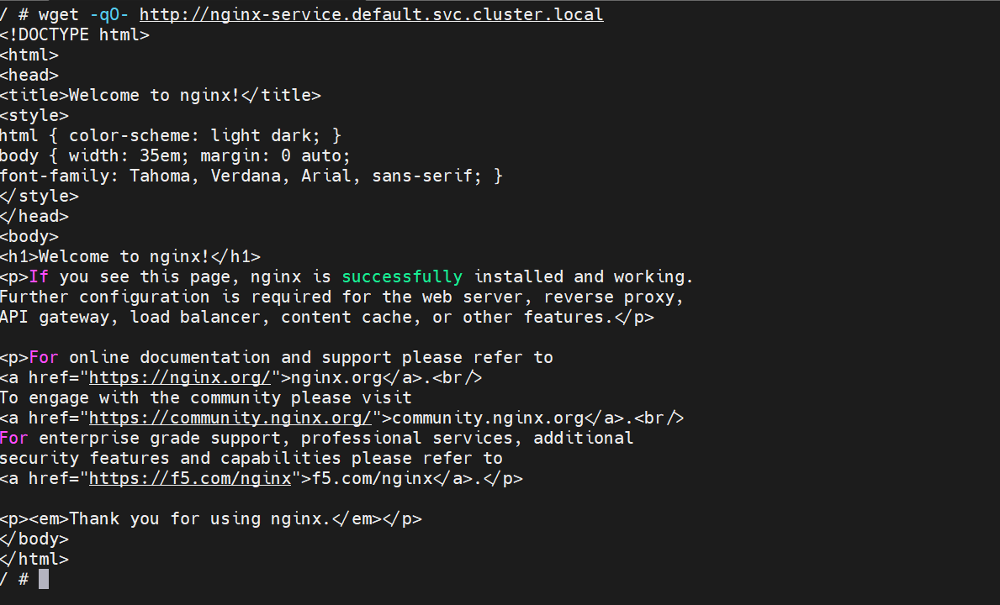 / # wget -qO- http://nginx-service.default.svc.cluster.local
<!DOCTYPE html>
<html>
<head>
<title>Welcome to nginx!</title>
<style>
html { color-scheme: light dark; }
body { width: 35em; margin: 0 auto;
font-family: Tahoma, Verdana, Arial, sans-serif; }
</style>
</head>
<body>
<h1>Welcome to nginx!</h1>
<p>If you see this page, nginx is successfully installed and working.
Further configuration is required for the web server, reverse proxy,
API gateway, load balancer, content cache, or other features.</p>

<p>For online documentation and support please refer to
<a href="https://nginx.org/">nginx.org</a>.<br/>
To engage with the community please visit
<a href="https://community.nginx.org/">community.nginx.org</a>.<br/>
For enterprise grade support, professional services, additional
security features and capabilities please refer to
<a href="https://f5.com/nginx">f5.com/nginx</a>.</p>

<p><em>Thank you for using nginx.</em></p>
</body>
</html>
/ #